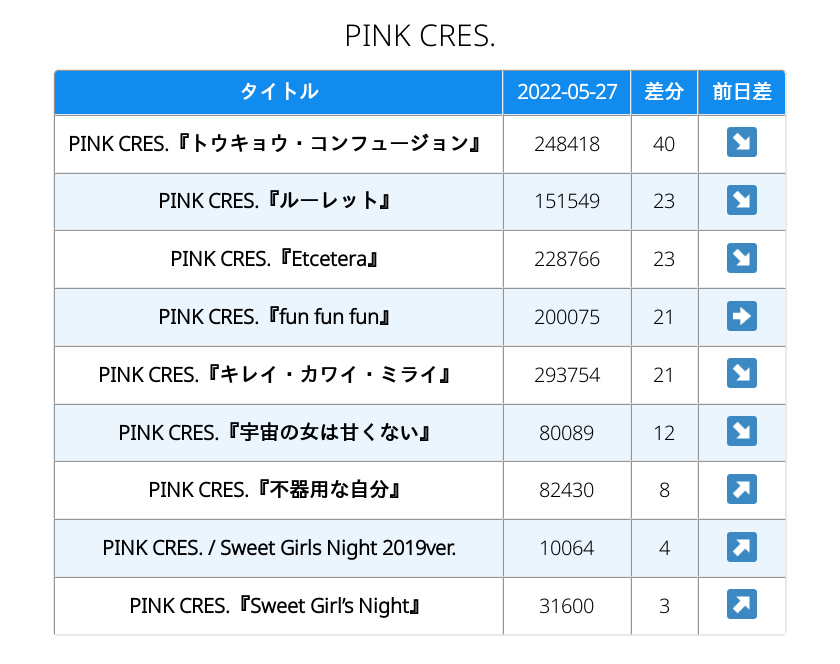 PINK CRES.
タイトル 2022-05-27 差分 前日差
PINK CRES.『トウキョウ・コンフュージョン』 248418 40 ↘
PINK CRES.『ルーレット』 151549 23 ↘
PINK CRES.『Etcetera』 228766 23 ↘
PINK CRES.『fun fun fun』 200075 21 ➡
PINK CRES.『キレイ・カワイ・ミライ』 293754 21 ↘
PINK CRES.『宇宙の女は甘くない』 80089 12 ↘
PINK CRES.『不器用な自分』 82430 8 ↗
PINK CRES. / Sweet Girls Night 2019ver. 10064 4 ↗
PINK CRES.『Sweet Girl’s Night』 31600 3 ↗